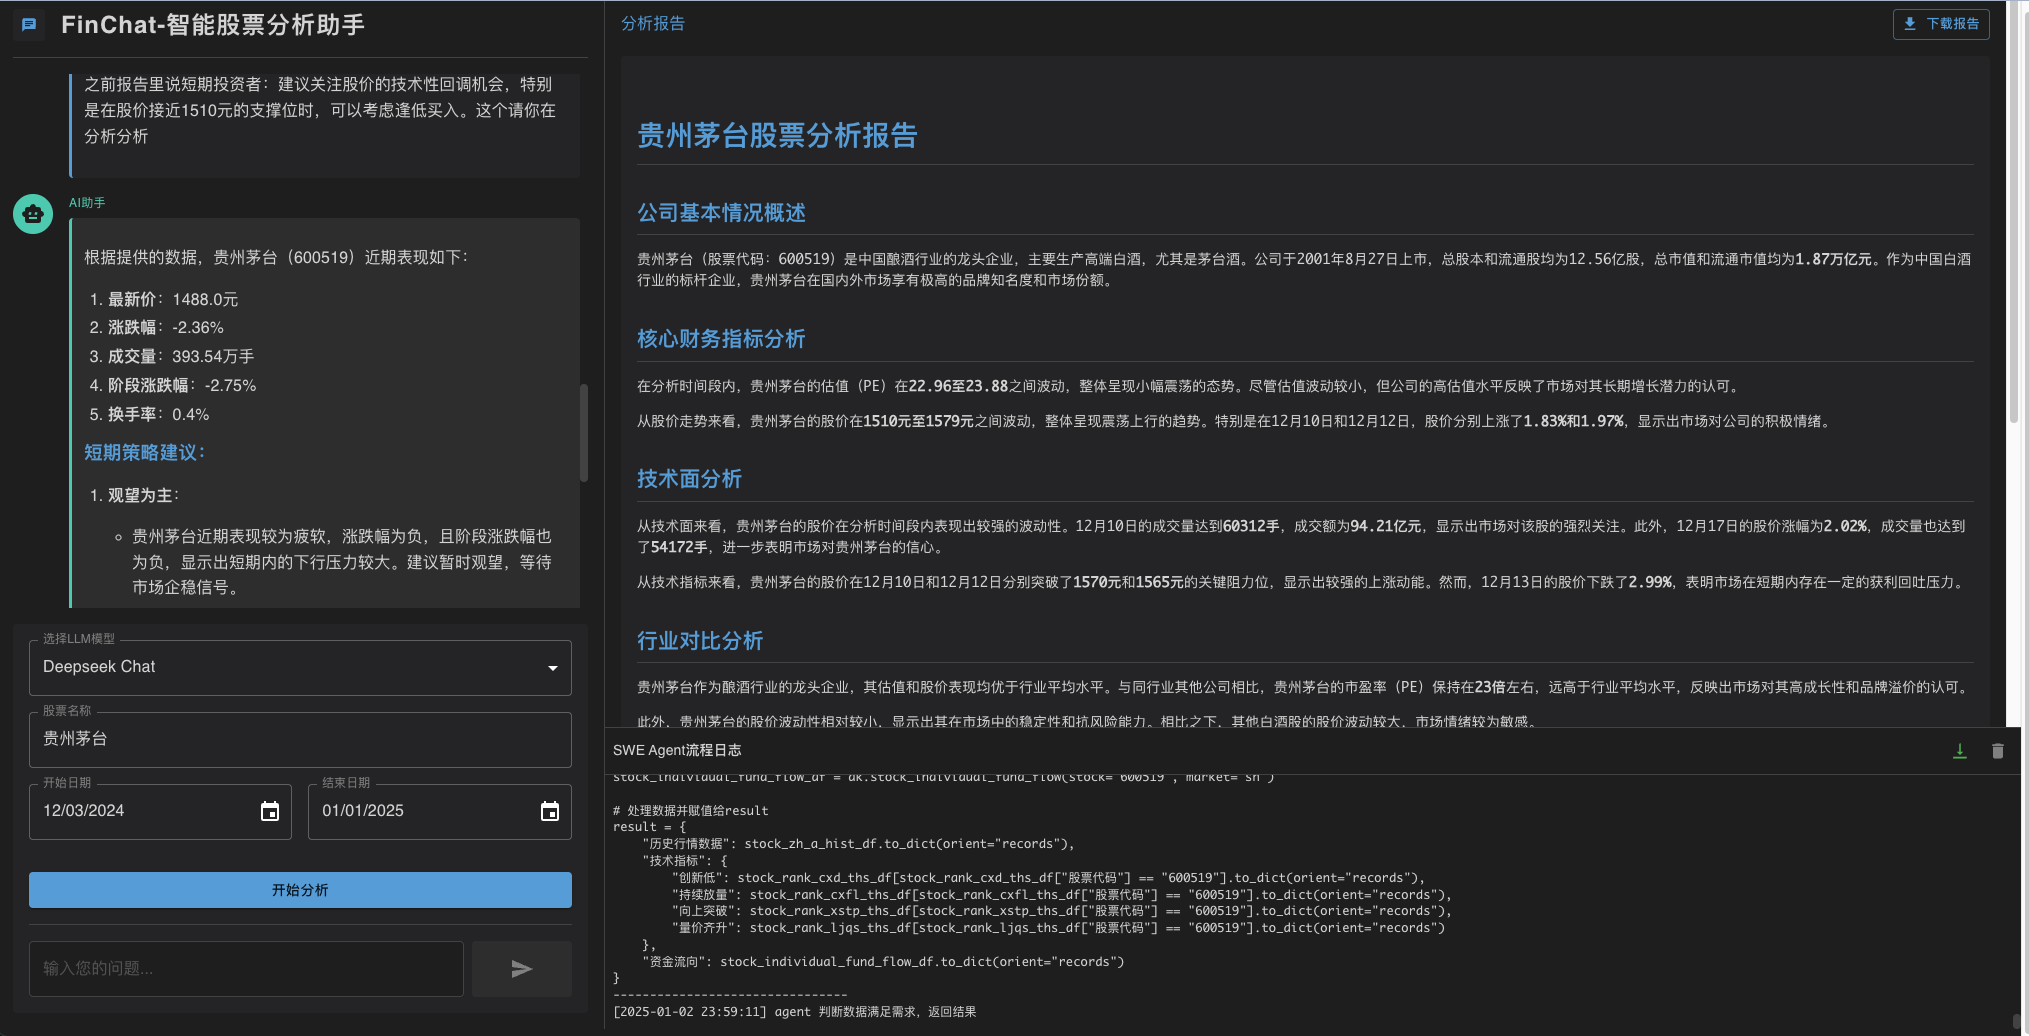 FinChat-智能股票分析助手
之前报告里说短期投资者：建议关注股价的技术性回调机会，特别
是在股价接近1510元的支撑位时，可以考虑逢低买入。这个请你在
分析分析
AI助手
根据提供的数据，贵州茅台（600519）近期表现如下：
1. 最新价：1488.0元
2. 涨跌幅：-2.36%
3. 成交量：393.54万手
4. 阶段涨跌幅：-2.75%
5. 换手率：0.4%
短期策略建议：
1. 观望为主：
贵州茅台近期表现较为疲软，涨跌幅为负，且阶段涨跌幅也
为负，显示出短期内的下行压力较大。建议暂时观望，等待
市场企稳信号。
选择LLM模型
Deepseek Chat
股票名称
贵州茅台
开始日期
12/03/2024
结束日期
01/01/2025
开始分析
输入您的问题...
分析报告
下载报告
贵州茅台股票分析报告
公司基本情况概述
贵州茅台（股票代码：600519）是中国酿酒行业的龙头企业，主要生产高端白酒，尤其是茅台酒。公司于2001年8月27日上市，总股本和流通股均为12.56亿股，总市值和流通市值均为1.87万亿元。作为中国白酒
行业的标杆企业，贵州茅台在国内外市场享有极高的品牌知名度和市场份额。
核心财务指标分析
在分析时间段内，贵州茅台的估值（PE）在22.96至23.88之间波动，整体呈现小幅震荡的态势。尽管估值波动较小，但公司的高估值水平反映了市场对其长期增长潜力的认可。
从股价走势来看，贵州茅台的股价在1510元至1579元之间波动，整体呈现震荡上行的趋势。特别是在12月10日和12月12日，股价分别上涨了1.83%和1.97%，显示出市场对公司的积极情绪。
技术面分析
从技术面来看，贵州茅台的股价在分析时间段内表现出较强的波动性。12月10日的成交量达到60312手，成交额为94.21亿元，显示出市场对该股的强烈关注。此外，12月17日的股价涨幅为2.02%，成交量也达到
了54172手，进一步表明市场对贵州茅台的信心。
从技术指标来看，贵州茅台的股价在12月10日和12月12日分别突破了1570元和1565元的关键阻力位，显示出较强的上涨动能。然而，12月13日的股价下跌了2.99%，表明市场在短期内存在一定的获利回吐压力。
行业对比分析
贵州茅台作为酿酒行业的龙头企业，其估值和股价表现均优于行业平均水平。与同行业其他公司相比，贵州茅台的市盈率（PE）保持在23倍左右，远高于行业平均水平，反映出市场对其高成长性和品牌溢价的认可。
此外，贵州茅台的股价波动性相对较小，显示出其在市场中的稳定性和抗风险能力。相比之下，其他白酒股的股价波动较大，市场情绪较为敏感。
SWE Agent流程日志
stock_individual_fund_flow_df = ak.stock_individual_fund_flow(stock="600519", market="sh")
# 处理数据并赋值给result
result = {
"历史行情数据": stock_zh_a_hist_df.to_dict(orient="records"),
"技术指标": {
"创新低": stock_rank_cxd_ths_df[stock_rank_cxd_ths_df["股票代码"] == "600519"].to_dict(orient="records"),
"持续放量": stock_rank_cxfl_ths_df[stock_rank_cxfl_ths_df["股票代码"] == "600519"].to_dict(orient="records"),
"向上突破": stock_rank_xstp_ths_df[stock_rank_xstp_ths_df["股票代码"] == "600519"].to_dict(orient="records"),
"量价齐升": stock_rank_ljqs_ths_df[stock_rank_ljqs_ths_df["股票代码"] == "600519"].to_dict(orient="records")
},
"资金流向": stock_individual_fund_flow_df.to_dict(orient="records")
}
--------------------------------
[2025-01-02 23:59:11] agent 判断数据满足需求，返回结果